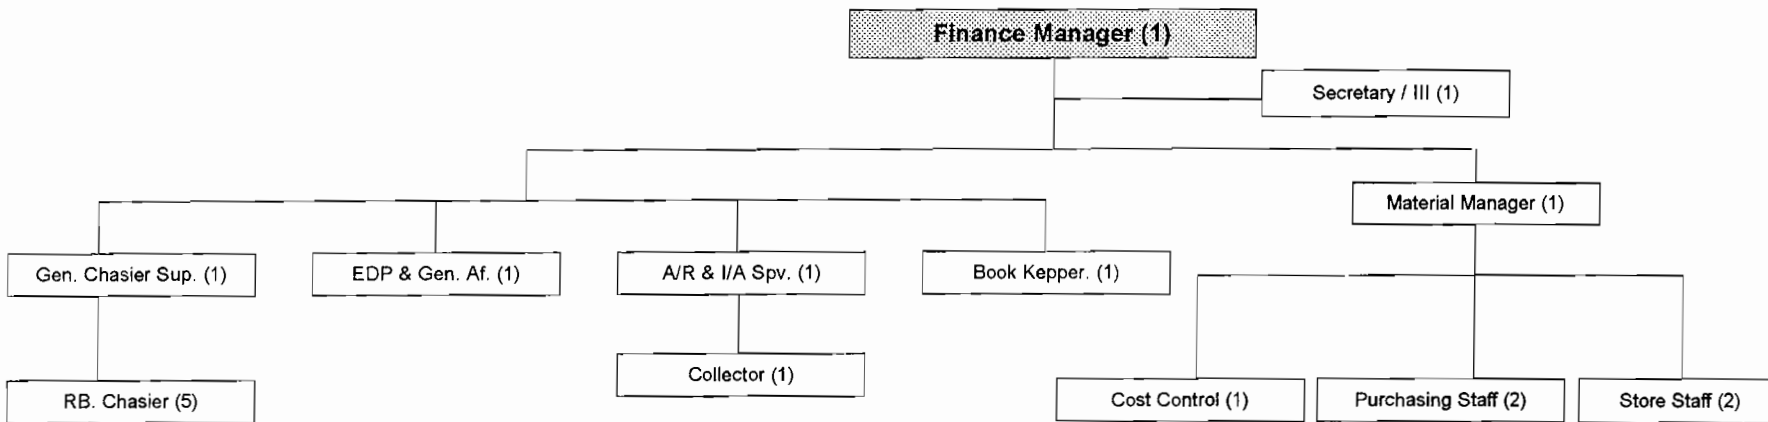 Finance Manager (1)
Secretary / III (1)
Material Manager (1)
Gen. Chasier Sup. (1)
EDP & Gen. Af. (1)
A/R & I/A Spv. (1)
Book Kepper. (1)
Collector (1)
RB. Chasier (5)
Cost Control (1)
Purchasing Staff (2)
Store Staff (2)